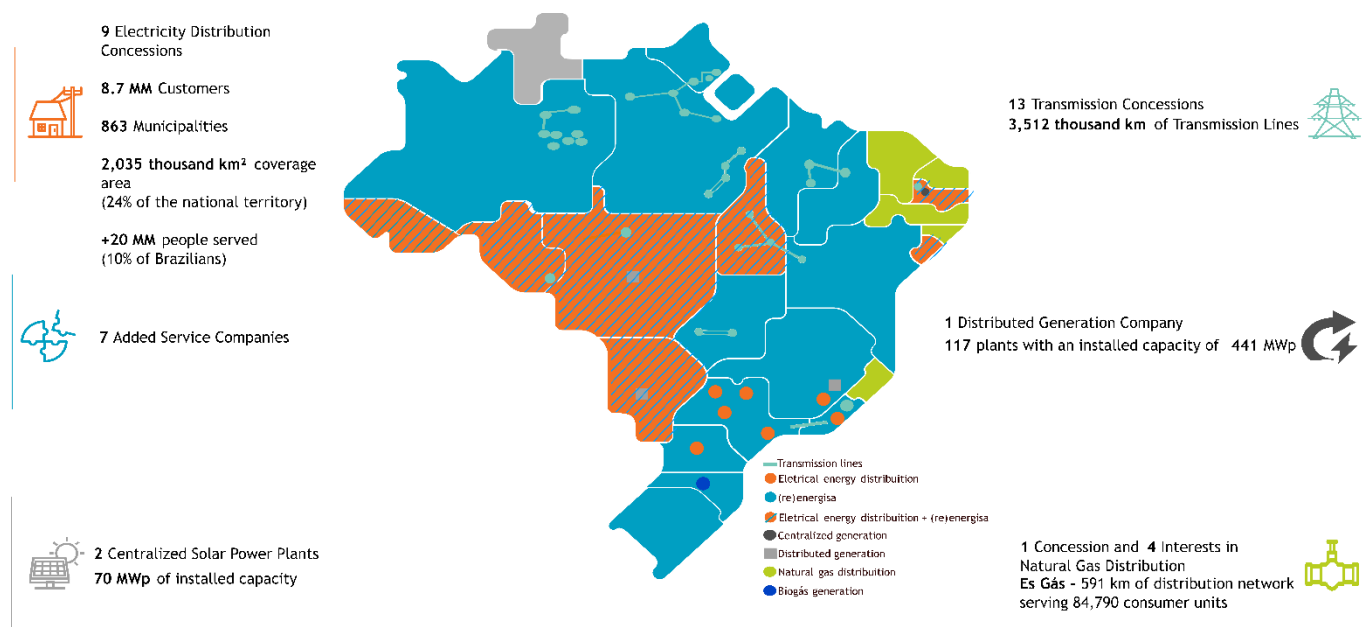 9 Electricity Distribution
Concessions
8.7 MM Customers
863 Municipalities
2,035 thousand km² coverage
area
(24% of the national territory)
+20 MM people served
(10% of Brazilians)
7 Added Service Companies
2 Centralized Solar Power Plants
70 MWp of installed capacity
13 Transmission Concessions
3,512 thousand km of Transmission Lines
1 Distributed Generation Company
117 plants with an installed capacity of 441 MWp
Transmission lines
Eletrical energy distribuition
(re)energisa
Eletrical energy distribuition + (re)energisa
Centralized generation
Distributed generation
Natural gas distribution
Biogás generation
1 Concession and 4 Interests in
Natural Gas Distribution
Es Gás - 591 km of distribution network
serving 84,790 consumer units